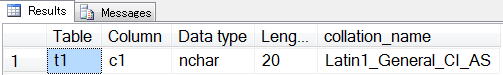 Results Messages
Table Column Data type Leng... collation_name
1 t1 c1 nchar 20 Latin1_General_CI_AS